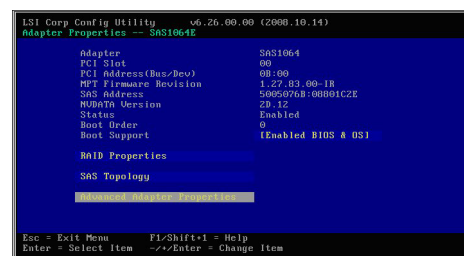 LSI Corp Config Utility v6.26.00.00 (2008.10.14)
Adapter Properties -- SAS1064E
Adapter SAS1064
PCI Slot 00
PCI Address(Bus/Dev) 0B:00
MPT Firmware Revision 1.27.83.00-IR
SAS Address 5005076B:08B01C2E
NVDATA Version 2D.12
Status Enabled
Boot Order 0
Boot Support [Enabled BIOS & OS]
RAID Properties
SAS Topology
Advanced Adapter Properties
Esc = Exit Menu F1/Shift+1 = Help
Enter = Select Item -/+/Enter = Change Item